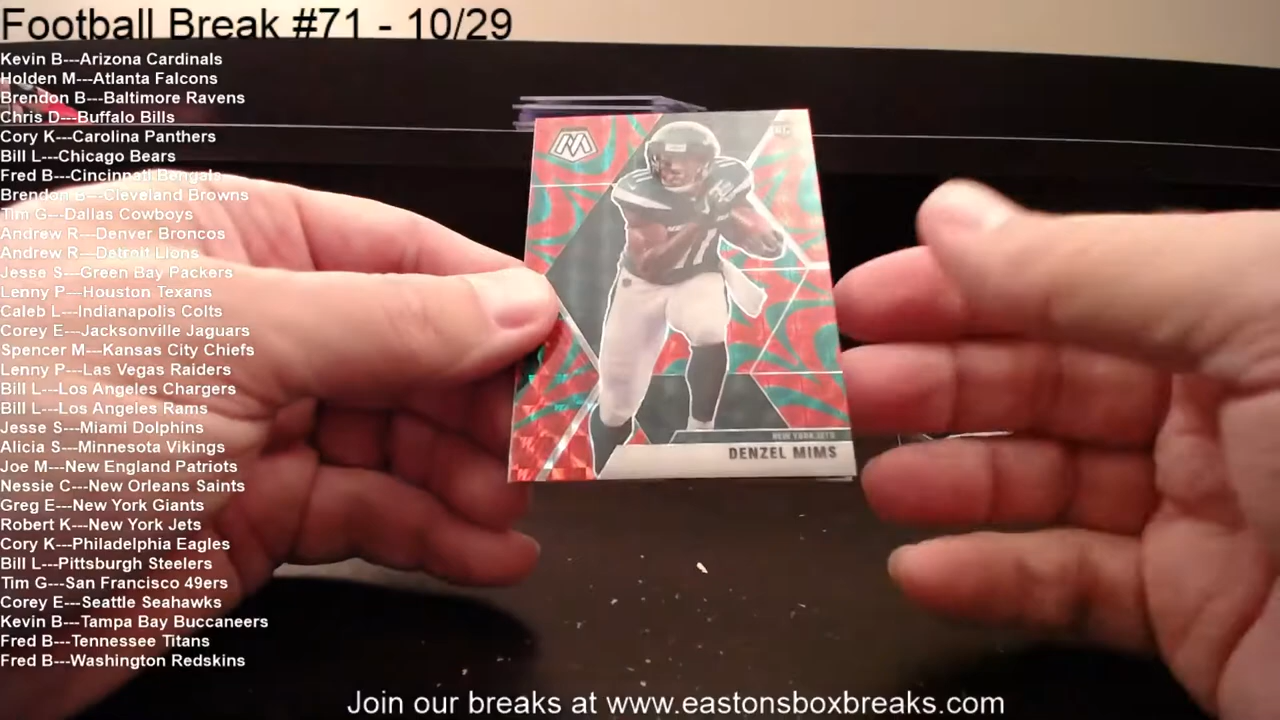 Football Break #71 - 10/29
Kevin B---Arizona Cardinals
Holden M---Atlanta Falcons
Brendon B---Baltimore Ravens
Chris D---Buffalo Bills
Cory K---Carolina Panthers
Bill L---Chicago Bears
Fred B---Cincinnati Bengals
Brendon B---Cleveland Browns
Tim G---Dallas Cowboys
Andrew R---Denver Broncos
Andrew R---Detroit Lions
Jesse S---Green Bay Packers
Lenny P---Houston Texans
Caleb L---Indianapolis Colts
Corey E---Jacksonville Jaguars
Spencer M---Kansas City Chiefs
Lenny P---Las Vegas Raiders
Bill L---Los Angeles Chargers
Bill L---Los Angeles Rams
Jesse S---Miami Dolphins
Alicia S---Minnesota Vikings
Joe M---New England Patriots
Nessie C---New Orleans Saints
Greg E---New York Giants
Robert K---New York Jets
Cory K---Philadelphia Eagles
Bill L---Pittsburgh Steelers
Tim G---San Francisco 49ers
Corey E---Seattle Seahawks
Kevin B---Tampa Bay Buccaneers
Fred B---Tennessee Titans
Fred B---Washington Redskins
RC
NEW YORK JETS
DENZEL MIMS
Join our breaks at www.eastonsboxbreaks.com